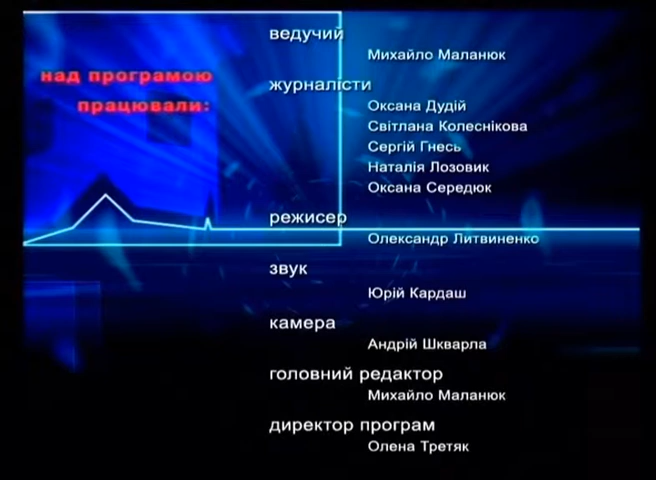 над програмою
працювали:
ведучий
Михайло Маланюк
журналісти
Оксана Дудій
Світлана Колеснікова
Сергій Гнесь
Наталія Лозовик
Оксана Середюк
режисер
Олександр Литвиненко
звук
Юрій Кардаш
камера
Андрій Шкварла
головний редактор
Михайло Маланюк
директор програм
Олена Третяк